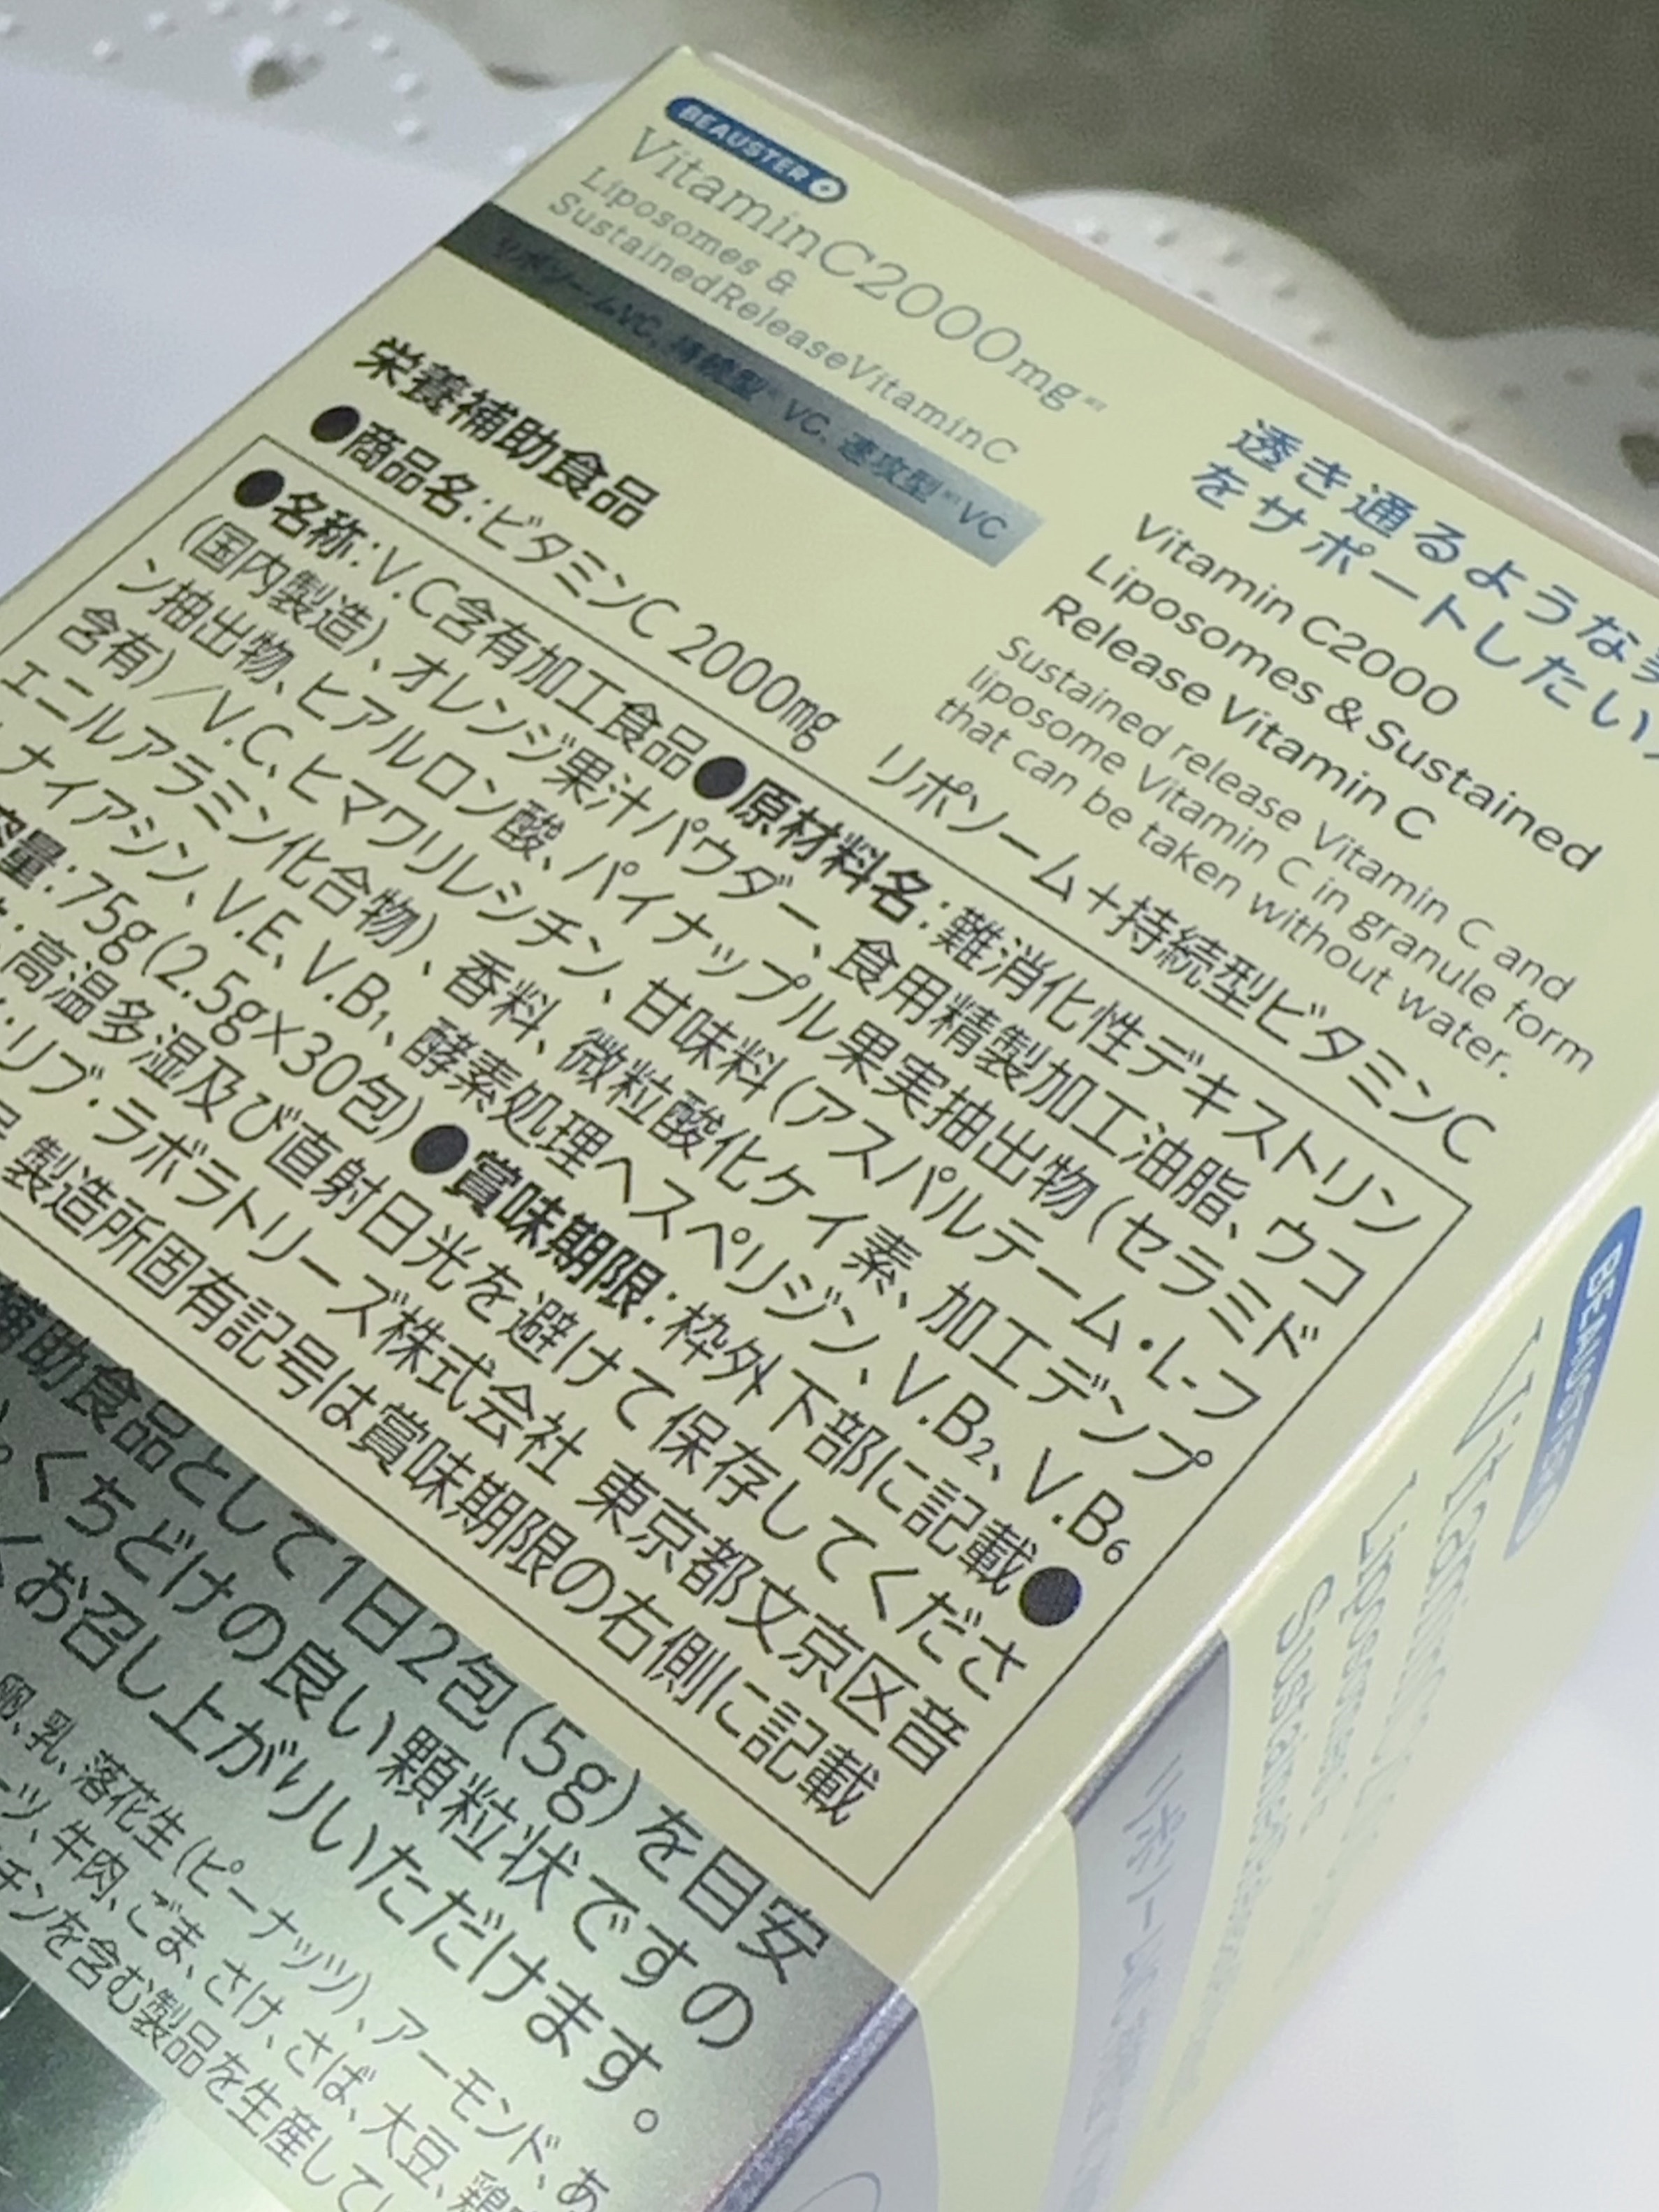 BEAUSTER
VitaminC2000mg
Liposomes &
SustainedReleaseVitaminC
リポソームVC、持続型 VC、速攻型 VC
透き通るような
をサポートしたい
Vitamin C2000
Liposomes & Sustained
Release Vitamin C
Sustained release Vitamin C and
liposome Vitamin C in granule form
that can be taken without water.
栄養補助食品
●商品名:ビタミンC 2000mg リポソーム+持続型ビタミンC
●名称:V.C含有加工食品●原材料名:難消化性デキストリン
(国内製造)、オレンジ果汁パウダー、食用精製加工油脂、ウコ
ン抽出物、ヒアルロン酸、パイナップル果実抽出物(セラミド
含有)/V.C、ヒマワリレシチン、甘味料(アスパルテーム・L-フ
ェニルアラミン化合物)、香料、微粒酸化ケイ素、加工デンプ
ナイアシン、V.E、V.B1、酵素処理ヘスペリジン、V.B2、V.B6
容量:75g(2.5g×30包)●賞味期限:枠外下部に記載●
:高温多湿及び直射日光を避けて保存してくださ
・リブ・ラボラトリーズ株式会社 東京都文京区音
製造所固有記号は賞味期限の右側に記載
補助食品として1日2包(5g)を目安
。くちどけの良い顆粒状ですの
くお召し上がりいただけます。
卵、乳、落花生(ピーナッツ)、アーモンド、あ
ーツ、牛肉、ごま、さけ、さば、大豆、鶏
チンを含む製品を生産して
BEAUSTER
Liposomes
Sustained